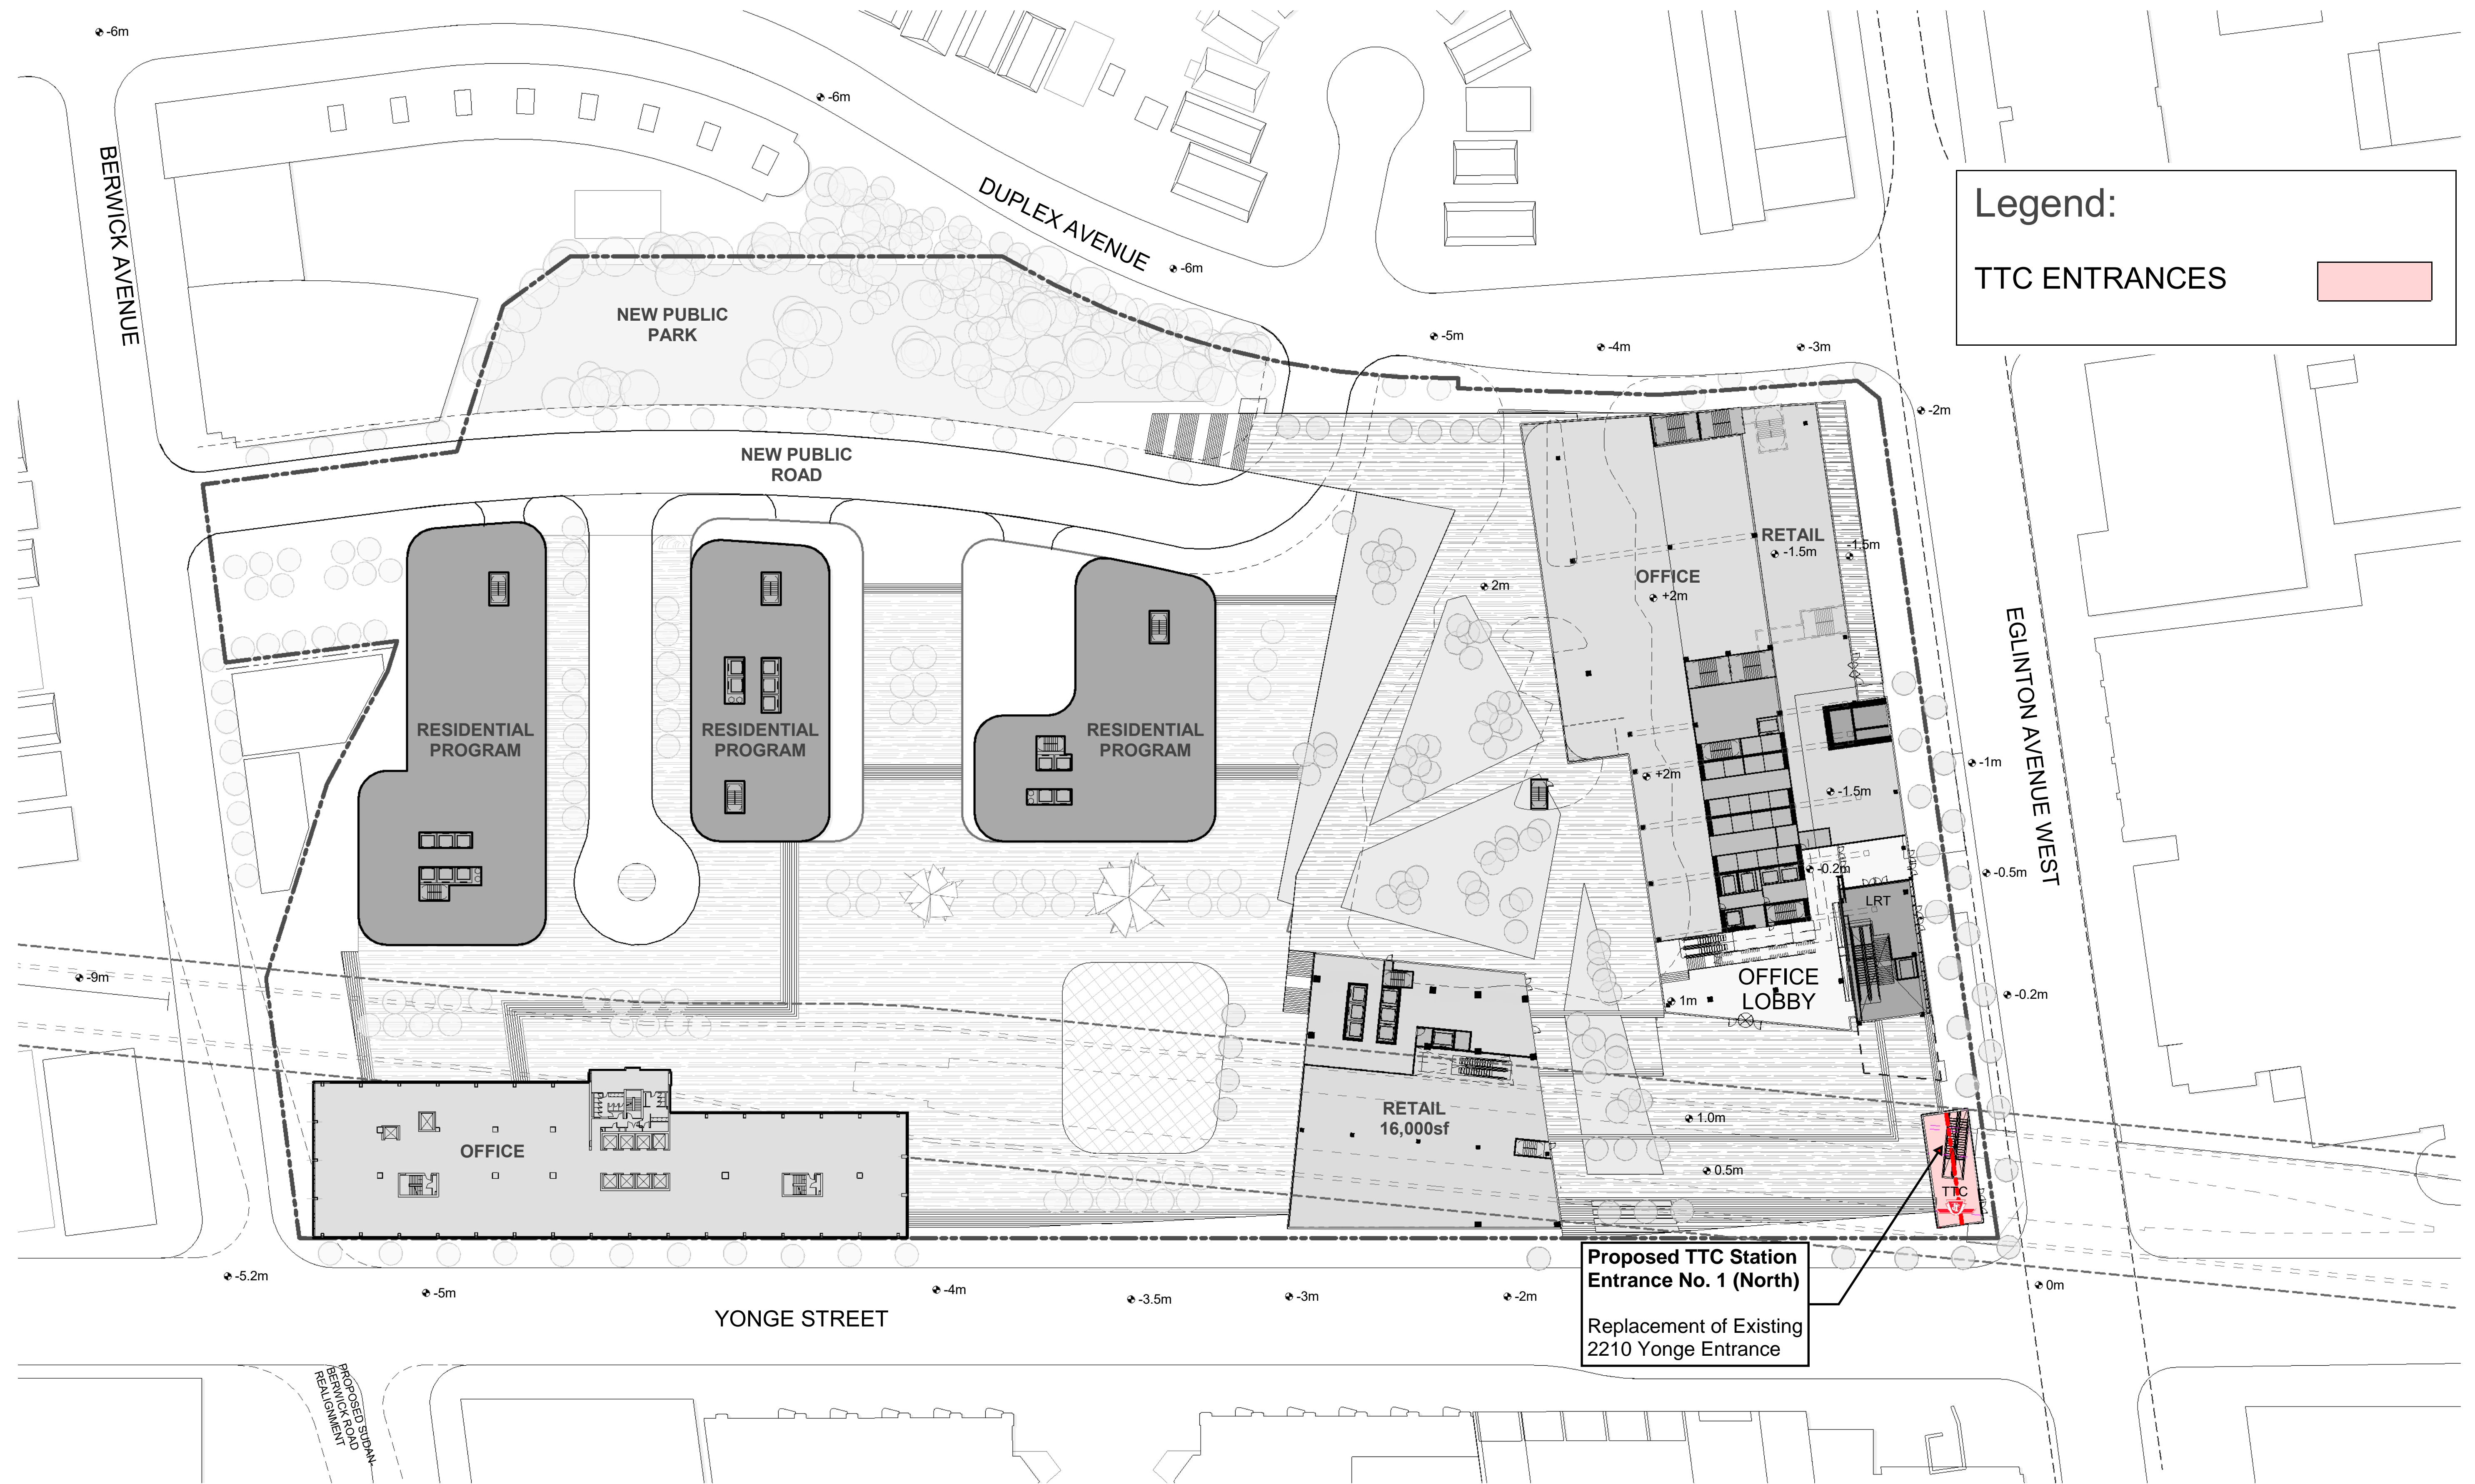 -6m
-6m
BERWICK AVENUE
DUPLEX AVENUE
-6m
Legend:
TTC ENTRANCES
NEW PUBLIC
PARK
-5m
-4m
-3m
-2m
NEW PUBLIC
ROAD
RETAIL
-1.5m
-1.5m
OFFICE
+2m
2m
EGLINTON AVENUE WEST
RESIDENTIAL
PROGRAM
RESIDENTIAL
PROGRAM
RESIDENTIAL
PROGRAM
+2m
-1.5m
-1m
-0.2m
-0.5m
LRT
-9m
OFFICE
LOBBY
1m
-0.2m
RETAIL
16,000sf
1.0m
OFFICE
0.5m
TTC
Proposed TTC Station
Entrance No. 1 (North)
Replacement of Existing
2210 Yonge Entrance
-5.2m
-5m
-4m
-3.5m
-3m
-2m
0m
YONGE STREET
PROPOSED SUDAN-
BERWICK ROAD
REALIGNMENT